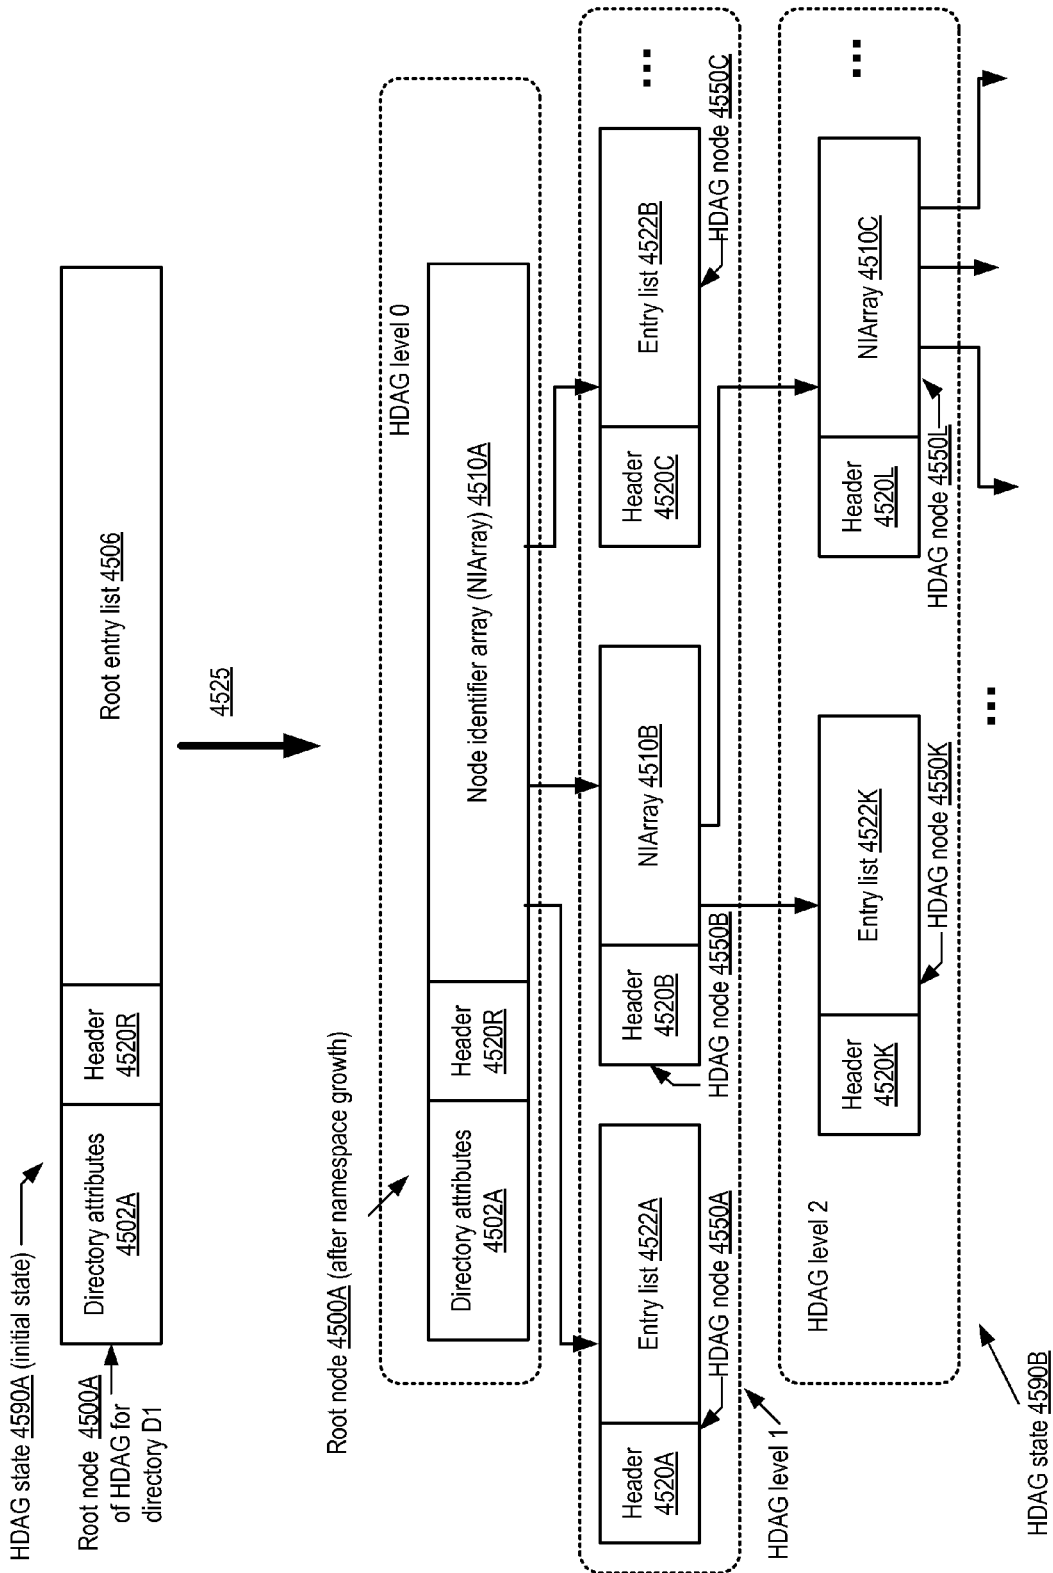 HDAG state 4590A (initial state)
Root node 4500A
of HDAG for
directory D1
Directory attributes
4502A
Header
4520R
Root entry list 4506
4525
Root node 4500A (after namespace growth)
HDAG level 0
Directory attributes
4502A
Header
4520R
Node identifier array (NIArray) 4510A
Header
4520A
Entry list 4522A
HDAG node 4550A
HDAG level 1
Header
4520B
NIArray 4510B
HDAG node 4550B
Header
4520C
Entry list 4522B
HDAG node 4550C
...
HDAG level 2
Header
4520K
Entry list 4522K
HDAG node 4550K
Header
4520L
NIArray 4510C
HDAG node 4550L
...
...
HDAG state 4590B